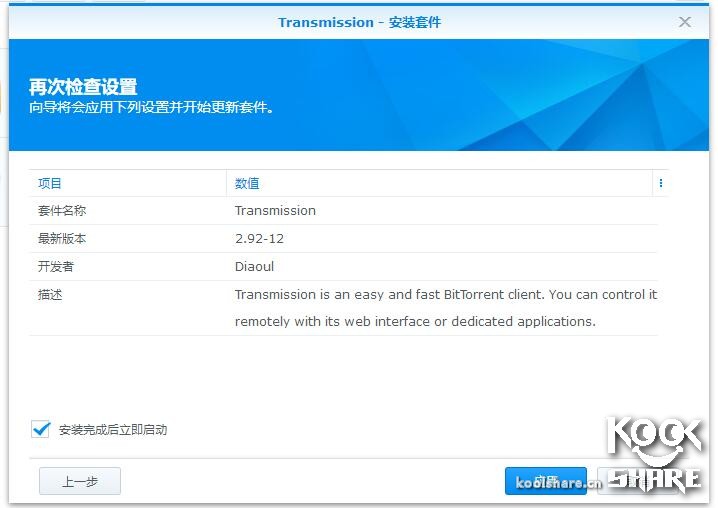 Transmission - 安装套件
再次检查设置
向导将会应用下列设置并开始更新套件。
项目 数值
套件名称 Transmission
最新版本 2.92-12
开发者 Diaoul
描述 Transmission is an easy and fast BitTorrent client. You can control it
remotely with its web interface or dedicated applications.
安装完成后立即启动
上一步
koolshare.cn
SHARE